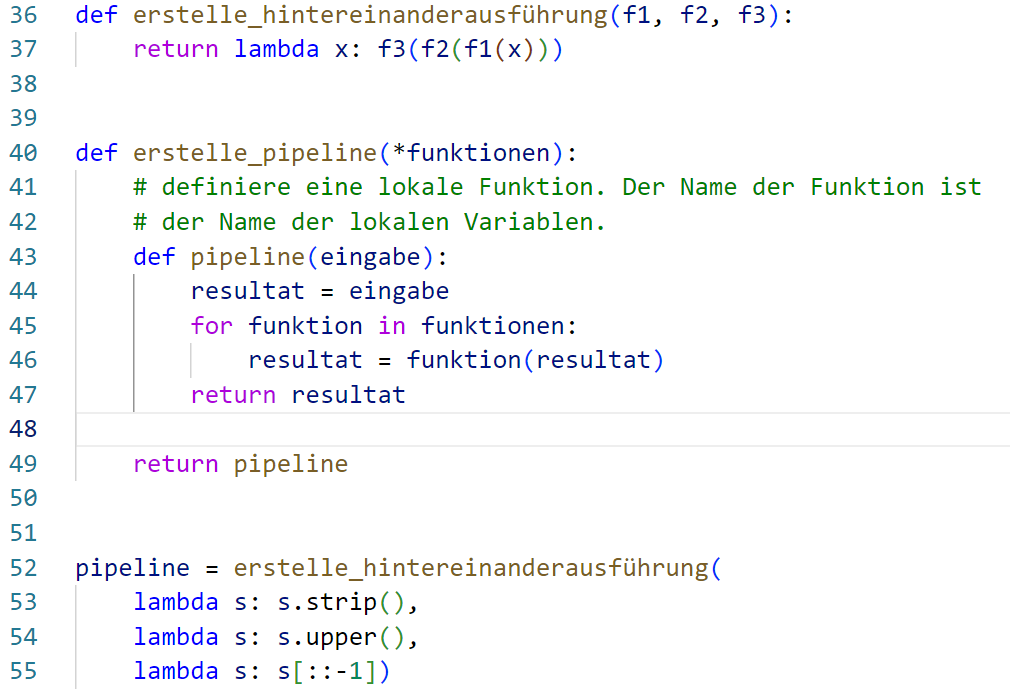 36 def erstelle_hintereinanderausführung(f1, f2, f3):
37     return lambda x: f3(f2(f1(x)))
38
39
40 def erstelle_pipeline(*funktionen):
41     # definiere eine lokale Funktion. Der Name der Funktion ist
42     # der Name der lokalen Variablen.
43     def pipeline(eingabe):
44         resultat = eingabe
45         for funktion in funktionen:
46             resultat = funktion(resultat)
47         return resultat
48
49     return pipeline
50
51
52 pipeline = erstelle_hintereinanderausführung(
53     lambda s: s.strip(),
54     lambda s: s.upper(),
55     lambda s: s[::-1])